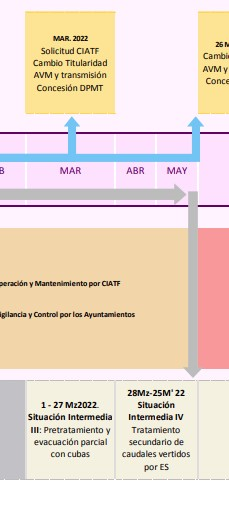 MAR. 2022
Solicitud CIATF
Cambio Titularidad
AVM y transmisión
Concesión DPMT
26 M
Cambi
AVM y
Conce
B
MAR
ABR
MAY
peración y Mantenimiento por CIATF
igilancia y Control por los Ayuntamientos
1 - 27 Mz2022.
Situación Intermedia
III: Pretratamiento y
evacuación parcial
con cubas
28Mz-25M' 22
Situación
Intermedia IV
Tratamiento
secundario de
caudales vertidos
por ES